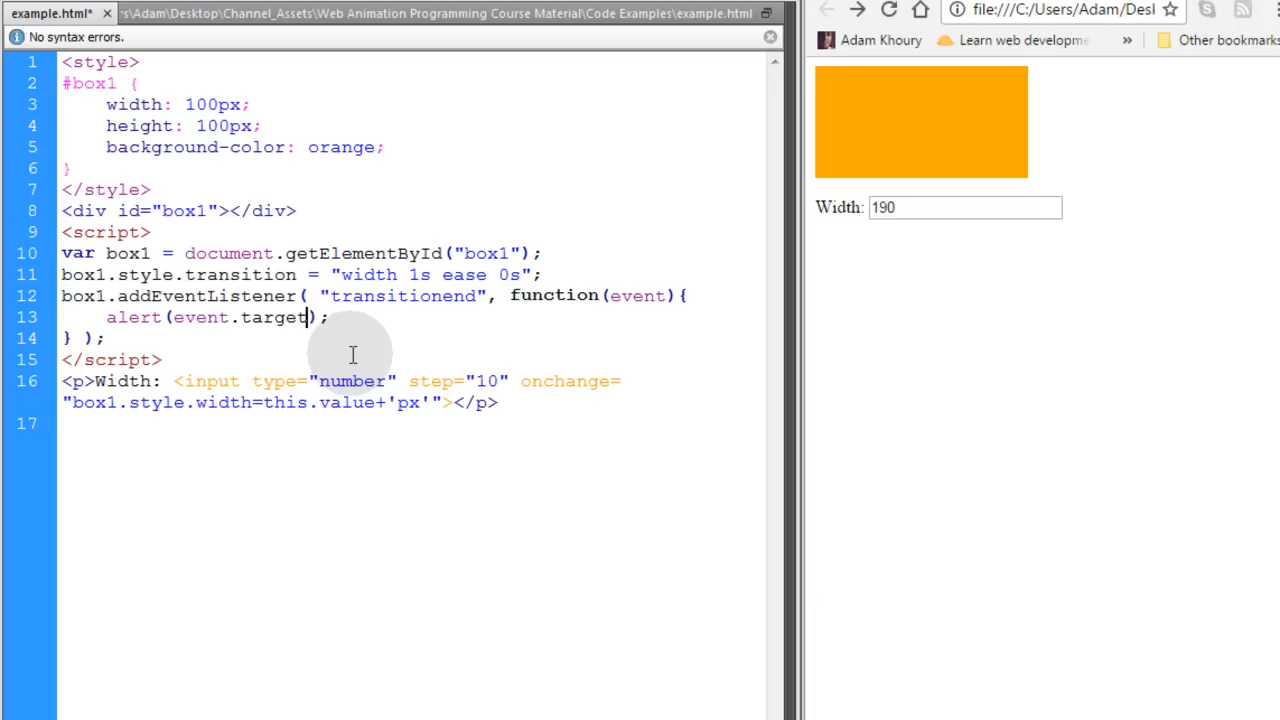 example.html* × :s\Adam\Desktop\Channel_Assets\Web Animation Programming Course Material\Code Examples\example.html
No syntax errors.
1 <style>
2 #box1 {
3 width: 100px;
4 height: 100px;
5 background-color: orange;
6 }
7 </style>
8 <div id="box1"></div>
9 <script>
10 var box1 = document.getElementById("box1");
11 box1.style.transition = "width 1s ease 0s";
12 box1.addEventListener( "transitionend", function(event){
13 alert(event.target);
14 } );
15 </script>
16 <p>Width: <input type="number" step="10" onchange=
"box1.style.width=this.value+'px'"></p>
17
file:///C:/Users/Adam/Desl
Adam Khoury Learn web developme » Other bookmarks
Width: 190